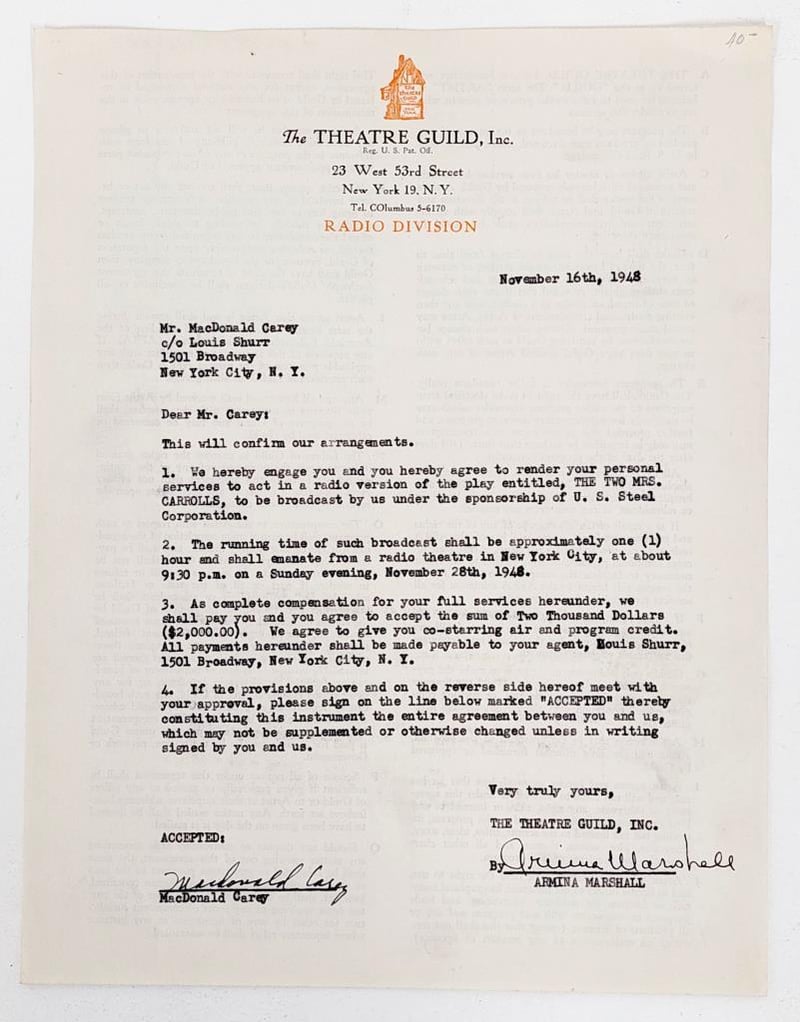 40-
The
THEATRE
GUILD
The THEATRE GUILD, Inc.
Reg. U. S. Pat. Off.
23 West 53rd Street
New York 19, N. Y.
Tel. COlumbus 5-6170
RADIO DIVISION
November 16th, 1948
Mr. MacDonald Carey
c/o Louis Shurr
1501 Broadway
New York City, N. Y.
Dear Mr. Carey:
This will confirm our arrangements.
1. We hereby engage you and you hereby agree to render your personal
services to act in a radio version of the play entitled, THE TWO MRS.
CARROLLS, to be broadcast by us under the sponsorship of U. S. Steel
Corporation.
2. The running time of such broadcast shall be approximately one (1)
hour and shall emanate from a radio theatre in New York City, at about
9:30 p.m. on a Sunday evening, November 28th, 1948.
3. As complete compensation for your full services hereunder, we
shall pay you and you agree to accept the sum of Two Thousand Dollars
($2,000.00). We agree to give you co-starring air and program credit.
All payments hereunder shall be made payable to your agent, Louis Shurr,
1501 Broadway, New York City, N. Y.
4. If the provisions above and on the reverse side hereof meet with
your approval, please sign on the line below marked "ACCEPTED" thereby
constituting this instrument the entire agreement between you and us,
which may not be supplemented or otherwise changed unless in writing
signed by you and us.
Very truly yours,
THE THEATRE GUILD, INC.
ACCEPTED:
By Armina Marshall
ARMINA MARSHALL
Macdonald Carey
MacDonald Carey